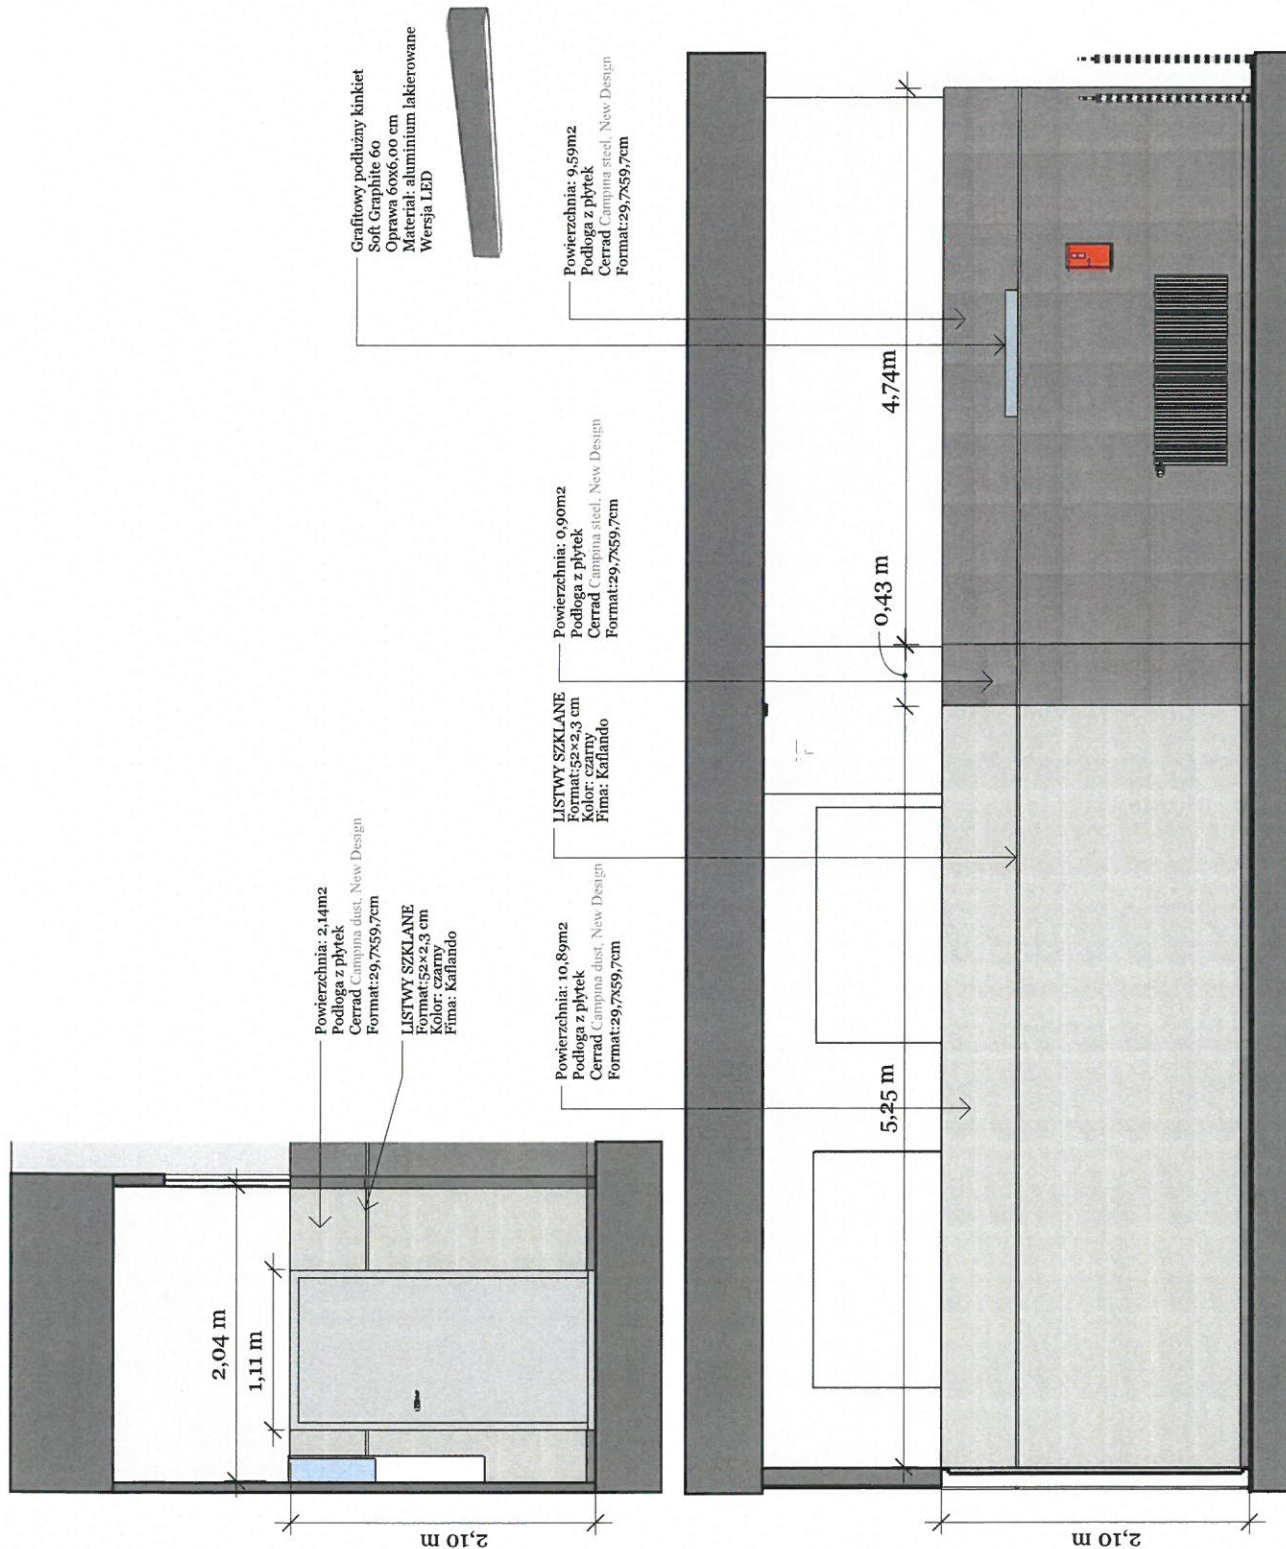 Grafitowy podłużny kinkiet
Soft Graphite 60
Oprawa 60x6,00 cm
Materiał: aluminium lakierowane
Wersja LED
Powierzchnia: 9,59m2
Podłoga z płytek
Cerrad Campina steel, New Design
Format:29,7x59,7cm
Powierzchnia: 0,90m2
Podłoga z płytek
Cerrad Campina steel, New Design
Format:29,7x59,7cm
LISTWY SZKLANE
Format:52×2,3 cm
Kolor: czarny
Fima: Kaflando
Powierzchnia: 10,89m2
Podłoga z płytek
Cerrad Campina dust, New Design
Format:29,7x59,7cm
Powierzchnia: 2,14m2
Podłoga z płytek
Cerrad Campina dust, New Design
Format:29,7x59,7cm
LISTWY SZKLANE
Format:52×2,3 cm
Kolor: czarny
Fima: Kaflando
2,04 m
1,11 m
2,10 m
5,25 m
0,43 m
4,74m
2,10 m